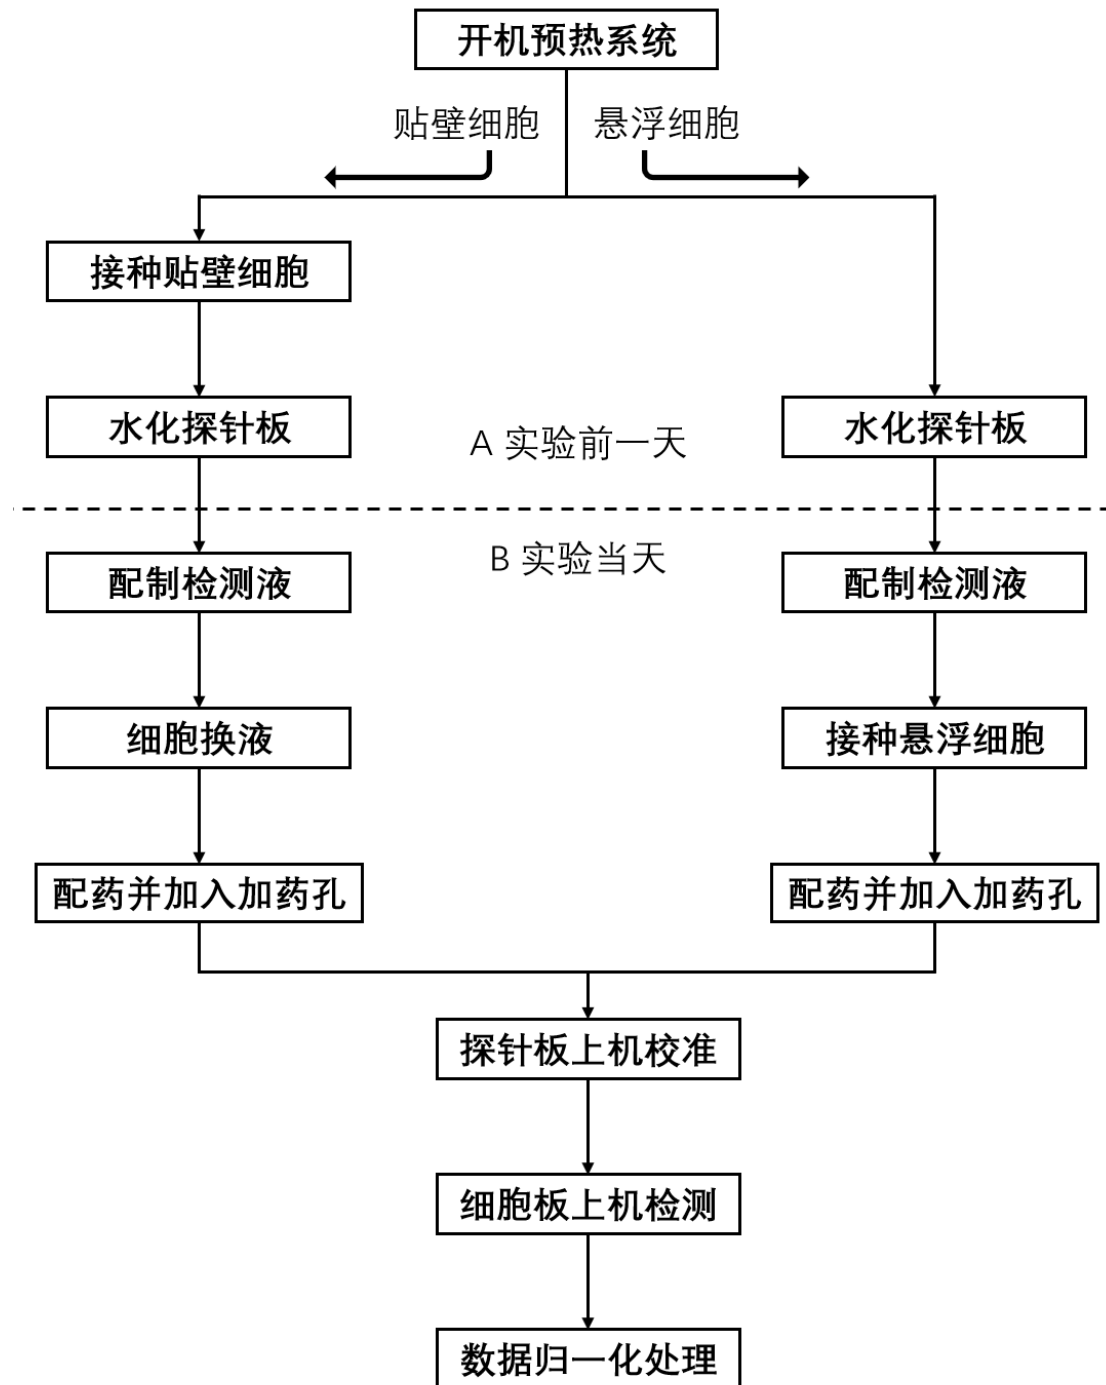 开机预热系统
贴壁细胞 悬浮细胞
接种贴壁细胞
水化探针板
A 实验前一天
水化探针板
B 实验当天
配制检测液
配制检测液
细胞换液
接种悬浮细胞
配药并加入加药孔
配药并加入加药孔
探针板上机校准
细胞板上机检测
数据归一化处理